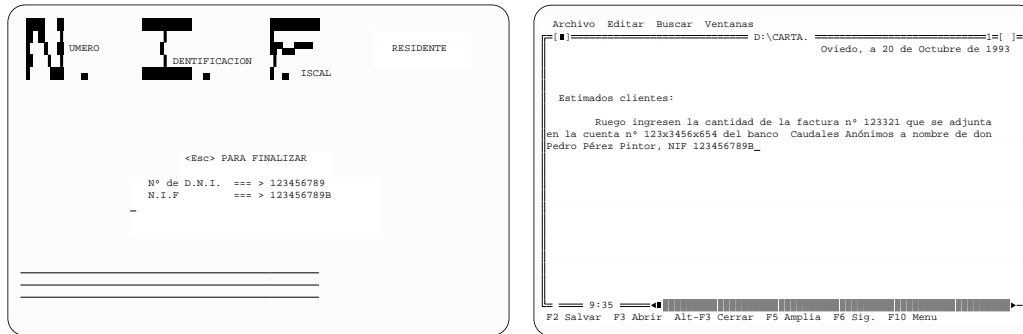 N. UMERO
I. DENTIFICACION
F. ISCAL
RESIDENTE
<Esc> PARA FINALIZAR
Nº de D.N.I. === > 123456789
N.I.F === > 123456789B
Archivo Editar Buscar Ventanas
D:\CARTA. 1=[ ]=
Oviedo, a 20 de Octubre de 1993
Estimados clientes:
Ruego ingresen la cantidad de la factura nº 123321 que se adjunta
en la cuenta nº 123x3456x654 del banco Caudales Anónimos a nombre de don
Pedro Pérez Pintor, NIF 123456789B_
9:35
F2 Salvar F3 Abrir Alt-F3 Cerrar F5 Amplia F6 Sig. F10 Menu